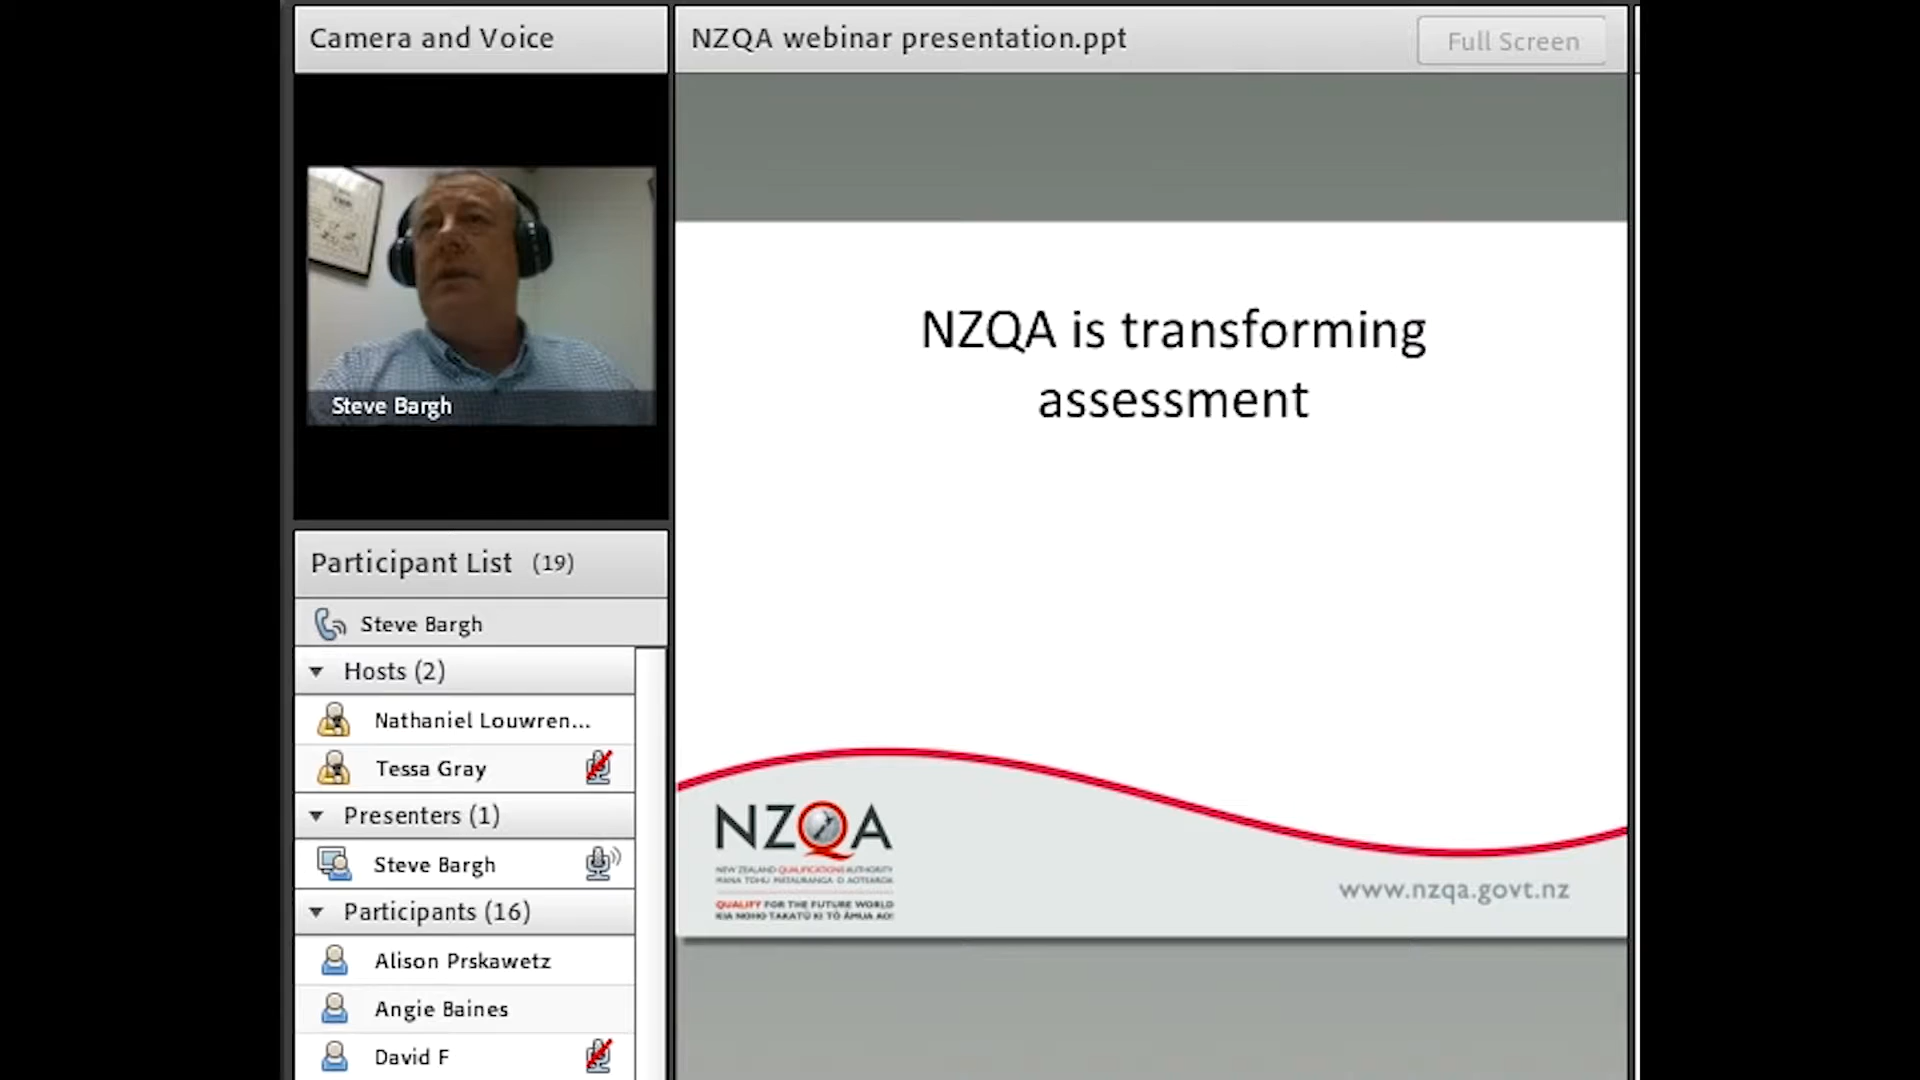 Camera and Voice
Steve Bargh
Participant List (19)
Steve Bargh
Hosts (2)
Nathaniel Louwren...
Tessa Gray
Presenters (1)
Steve Bargh
Participants (16)
Alison Prskawetz
Angie Baines
David F
NZQA webinar presentation.ppt
Full Screen
NZQA is transforming
assessment
NZQA
NEW ZEALAND QUALIFICATIONS AUTHORITY
MANA TOHU MATAURANGA O AOTEAROA
QUALIFY FOR THE FUTURE WORLD
KIA NOHO TAKATŪ KI TŌ ĀMUA AO!
www.nzqa.govt.nz